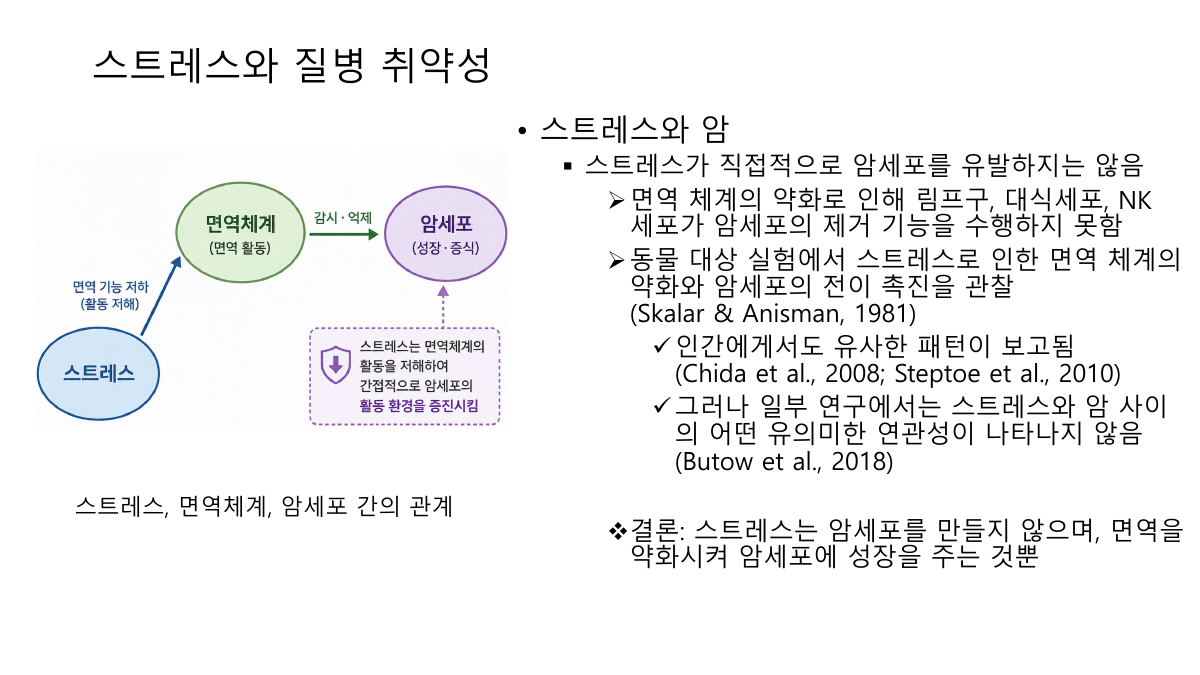 스트레스와 질병 취약성
면역체계
(면역 활동)
감시 · 억제
암세포
(성장 · 증식)
면역 기능 저하
(활동 저해)
스트레스
스트레스는 면역체계의
활동을 저해하여
간접적으로 암세포의
활동 환경을 증진시킴
스트레스, 면역체계, 암세포 간의 관계
• 스트레스와 암
▪ 스트레스가 직접적으로 암세포를 유발하지는 않음
➢ 면역 체계의 약화로 인해 림프구, 대식세포, NK
세포가 암세포의 제거 기능을 수행하지 못함
➢ 동물 대상 실험에서 스트레스로 인한 면역 체계의
약화와 암세포의 전이 촉진을 관찰
(Skalar & Anisman, 1981)
✓ 인간에게서도 유사한 패턴이 보고됨
(Chida et al., 2008; Steptoe et al., 2010)
✓ 그러나 일부 연구에서는 스트레스와 암 사이
의 어떤 유의미한 연관성이 나타나지 않음
(Butow et al., 2018)
❖ 결론: 스트레스는 암세포를 만들지 않으며, 면역을
약화시켜 암세포에 성장을 주는 것뿐